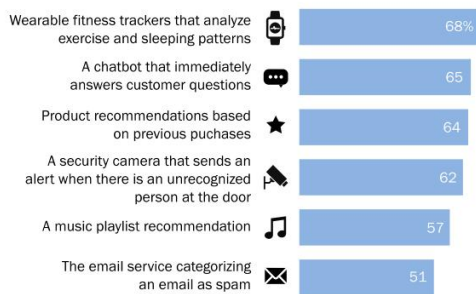 Wearable fitness trackers that analyze
exercise and sleeping patterns
68%
A chatbot that immediately
answers customer questions
65
Product recommendations based
on previous puchases
64
A security camera that sends an
alert when there is an unrecognized
person at the door
62
A music playlist recommendation
57
The email service categorizing
an email as spam
51